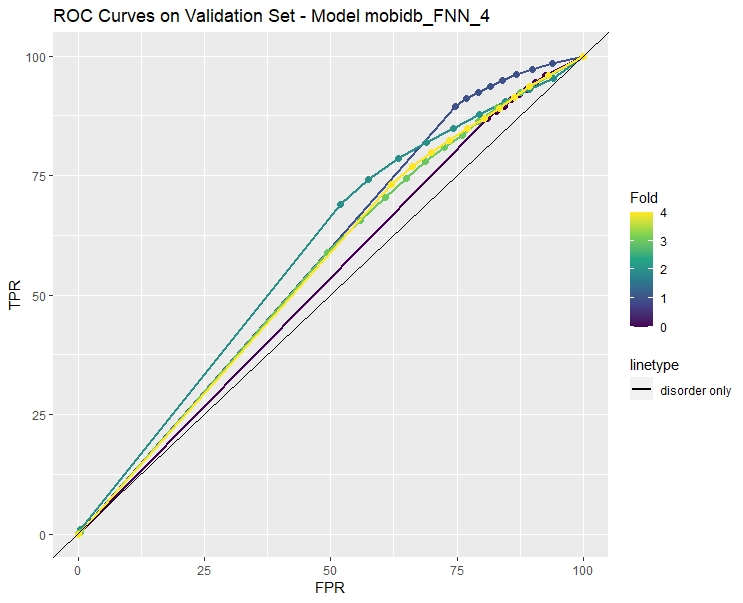 ROC Curves on Validation Set - Model mobidb_FNN_4
100
75
50
25
0
TPR
0
25
50
75
100
FPR
Fold
4
3
2
1
0
linetype
disorder only